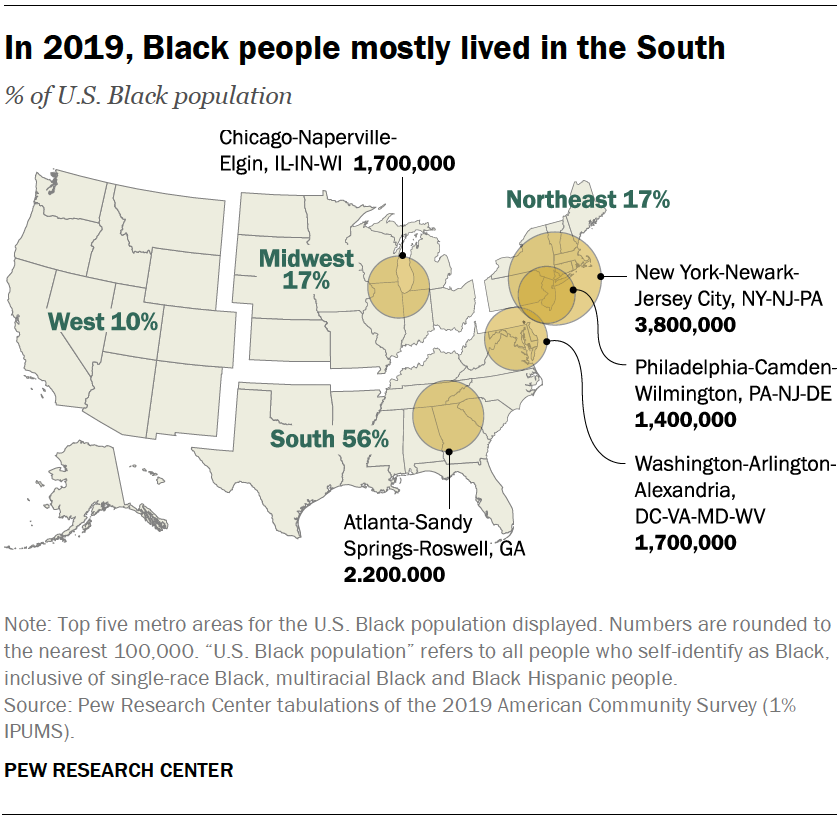 In 2019, Black people mostly lived in the South
% of U.S. Black population
Chicago-Naperville-
Elgin, IL-IN-WI 1,700,000
Northeast 17%
Midwest
17%
West 10%
South 56%
New York-Newark-
Jersey City, NY-NJ-PA
3,800,000
Philadelphia-Camden-
Wilmington, PA-NJ-DE
1,400,000
Washington-Arlington-
Alexandria,
DC-VA-MD-WV
1,700,000
Atlanta-Sandy
Springs-Roswell, GA
2.200.000
Note: Top five metro areas for the U.S. Black population displayed. Numbers are rounded to
the nearest 100,000. “U.S. Black population” refers to all people who self-identify as Black,
inclusive of single-race Black, multiracial Black and Black Hispanic people.
Source: Pew Research Center tabulations of the 2019 American Community Survey (1%
IPUMS).
PEW RESEARCH CENTER